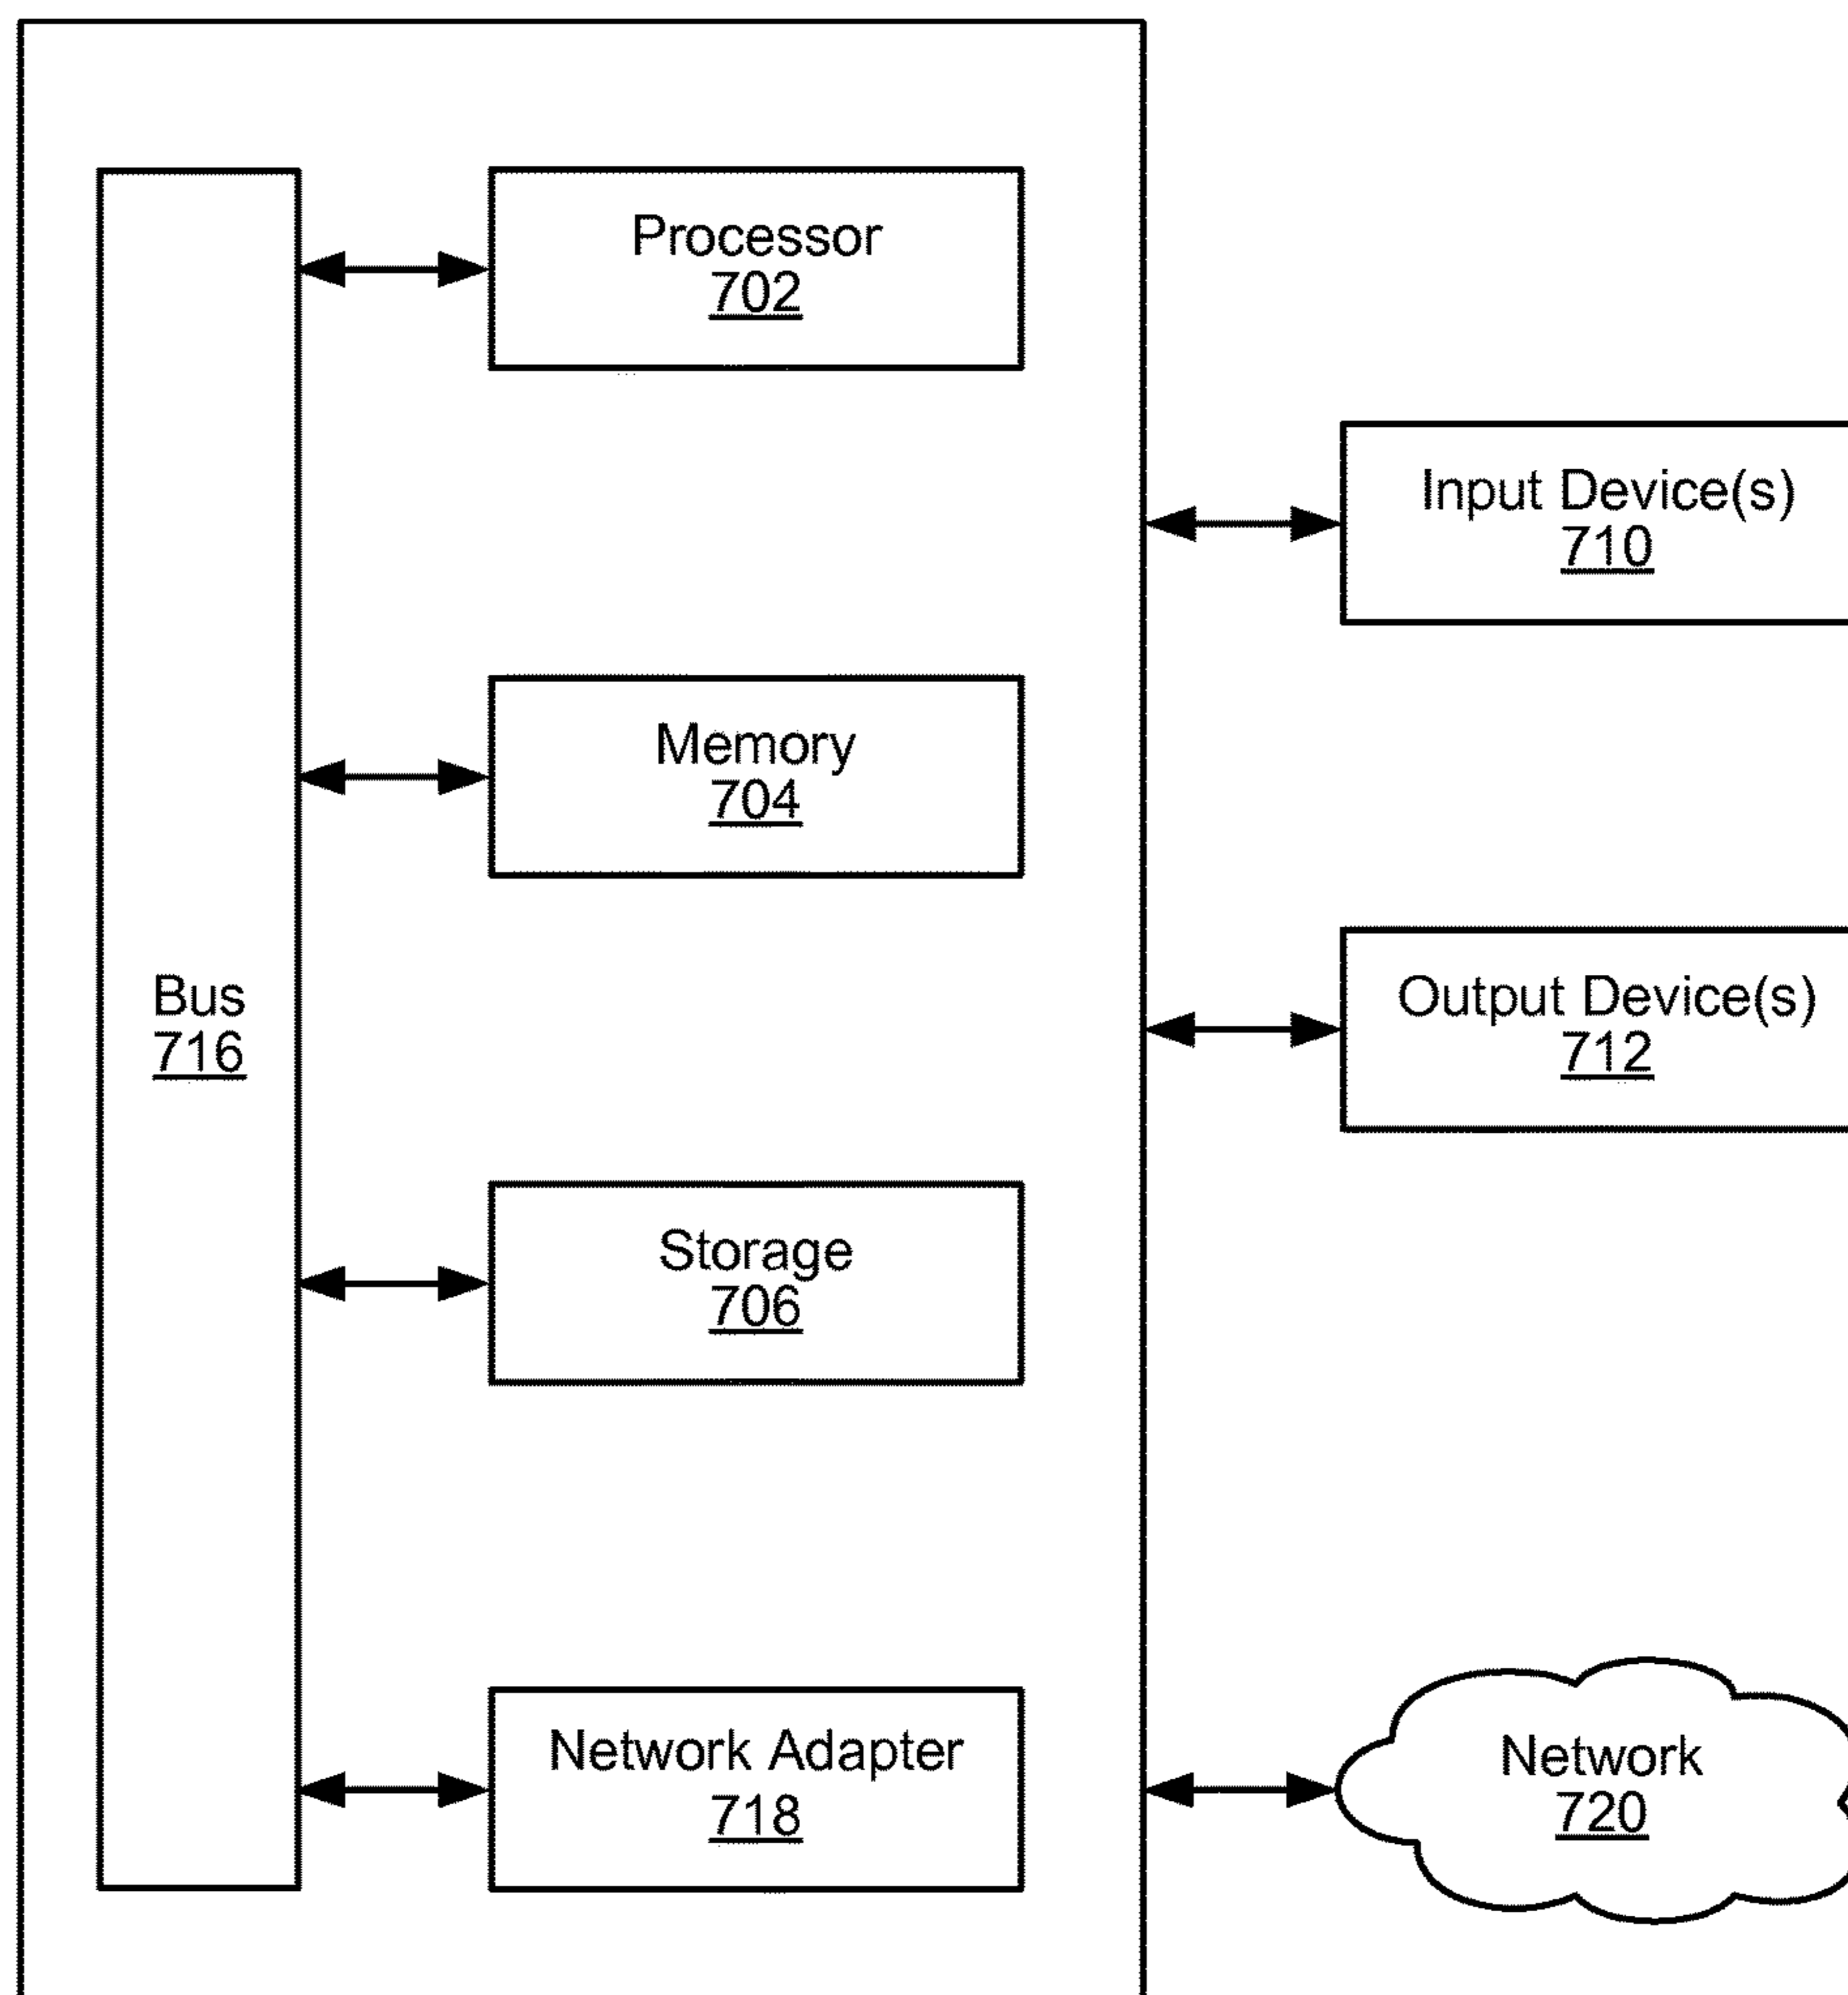 Processor
702
Input Device(s)
710
Memory
704
Bus
716
Output Device(s)
712
Storage
706
Network Adapter
718
Network
720